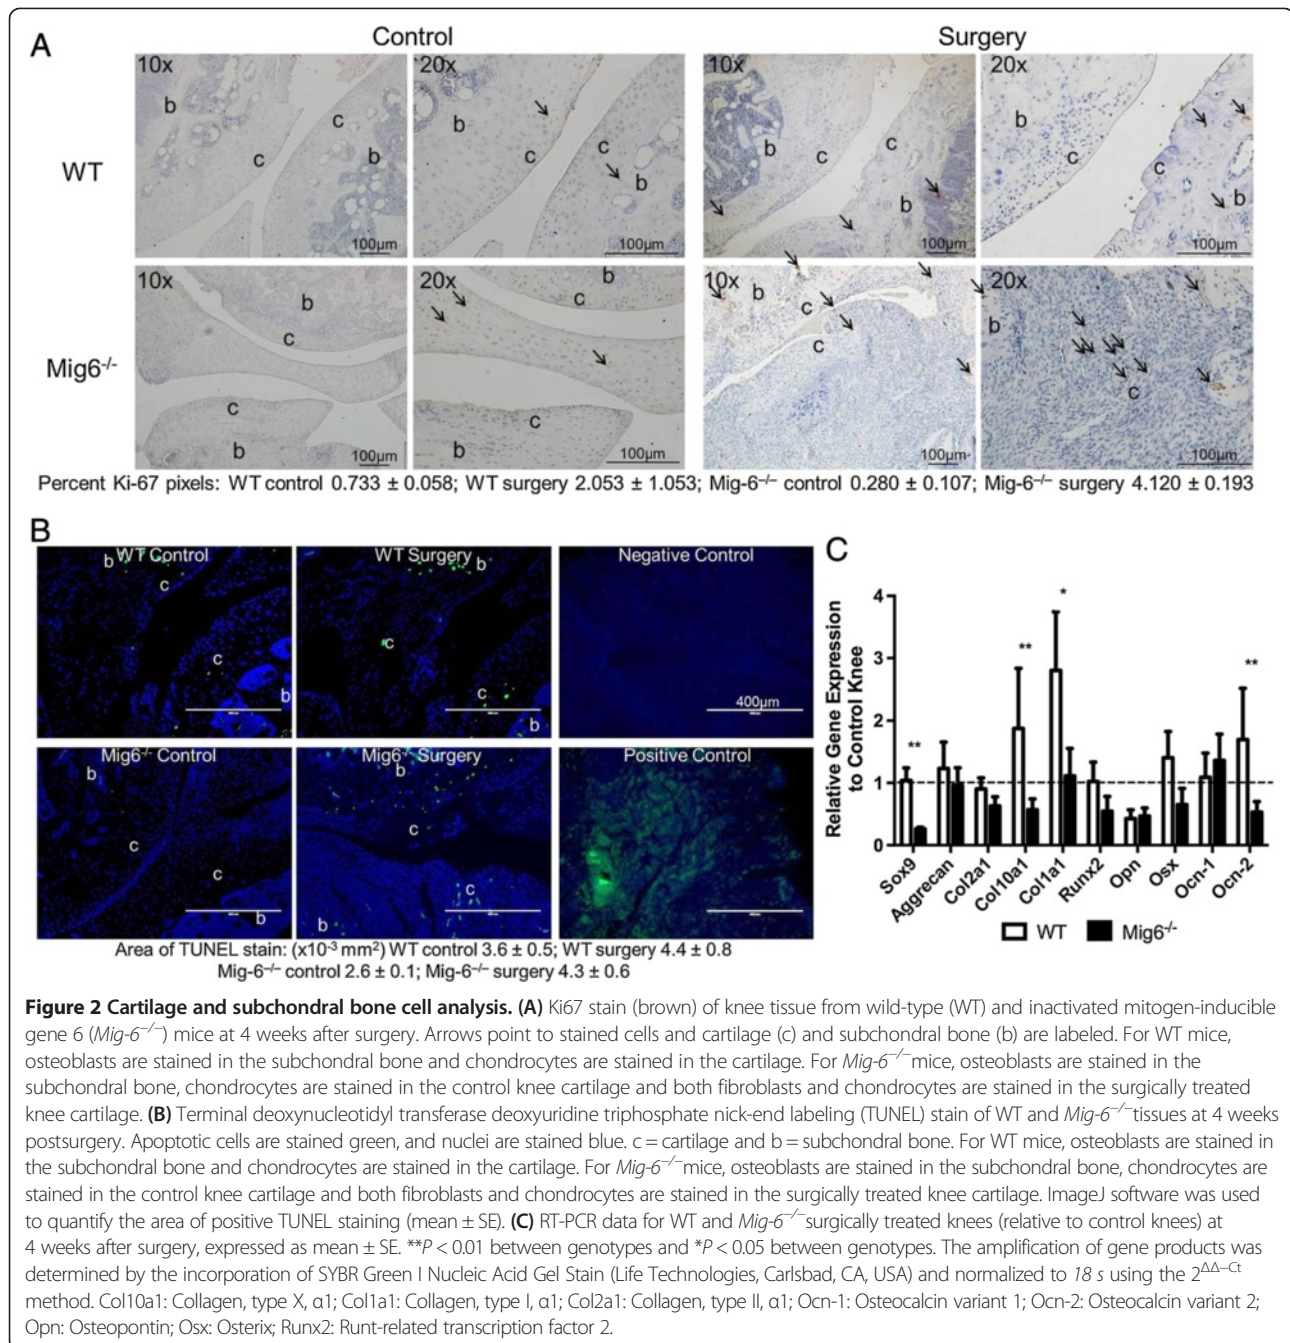 A
Control
Surgery
WT
10x
b
c
c
b
100µm
20x
b
c
c
b
100µm
10x
b
c
c
b
100µm
20x
b
c
c
b
100µm
Mig6-/-
10x
b
c
c
b
100µm
20x
b
c
c
b
100µm
10x
b
c
c
100µm
20x
b
c
100µm
Percent Ki-67 pixels: WT control 0.733 ± 0.058; WT surgery 2.053 ± 1.053; Mig-6–/– control 0.280 ± 0.107; Mig-6–/– surgery 4.120 ± 0.193
B
WT Control
b
c
c
b
WT Surgery
b
c
c
b
Negative Control
400µm
Mig6-/- Control
b
c
c
b
Mig6-/- Surgery
b
c
c
b
Positive Control
Area of TUNEL stain: (x10-3 mm2) WT control 3.6 ± 0.5; WT surgery 4.4 ± 0.8
Mig-6–/– control 2.6 ± 0.1; Mig-6–/– surgery 4.3 ± 0.6
C
Relative Gene Expression
to Control Knee
4
3
2
1
0
**
**
*
**
Sox9
Aggrecan
Col2a1
Col10a1
Col1a1
Runx2
Opn
Osx
Ocn-1
Ocn-2
WT
Mig6-/-
Figure 2 Cartilage and subchondral bone cell analysis. (A) Ki67 stain (brown) of knee tissue from wild-type (WT) and inactivated mitogen-inducible
gene 6 (Mig-6–/–) mice at 4 weeks after surgery. Arrows point to stained cells and cartilage (c) and subchondral bone (b) are labeled. For WT mice,
osteoblasts are stained in the subchondral bone and chondrocytes are stained in the cartilage. For Mig-6–/– mice, osteoblasts are stained in the
subchondral bone, chondrocytes are stained in the control knee cartilage and both fibroblasts and chondrocytes are stained in the surgically treated
knee cartilage. (B) Terminal deoxynucleotidyl transferase deoxyuridine triphosphate nick-end labeling (TUNEL) stain of WT and Mig-6–/– tissues at 4 weeks
postsurgery. Apoptotic cells are stained green, and nuclei are stained blue. c = cartilage and b = subchondral bone. For WT mice, osteoblasts are stained in
the subchondral bone and chondrocytes are stained in the cartilage. For Mig-6–/– mice, osteoblasts are stained in the subchondral bone, chondrocytes are
stained in the control knee cartilage and both fibroblasts and chondrocytes are stained in the surgically treated knee cartilage. ImageJ software was used
to quantify the area of positive TUNEL staining (mean ± SE). (C) RT-PCR data for WT and Mig-6–/– surgically treated knees (relative to control knees) at
4 weeks after surgery, expressed as mean ± SE. **P < 0.01 between genotypes and *P < 0.05 between genotypes. The amplification of gene products was
determined by the incorporation of SYBR Green I Nucleic Acid Gel Stain (Life Technologies, Carlsbad, CA, USA) and normalized to 18 s using the 2ΔΔ−Ct
method. Col10a1: Collagen, type X, α1; Col1a1: Collagen, type I, α1; Col2a1: Collagen, type II, α1; Ocn-1: Osteocalcin variant 1; Ocn-2: Osteocalcin variant 2;
Opn: Osteopontin; Osx: Osterix; Runx2: Runt-related transcription factor 2.